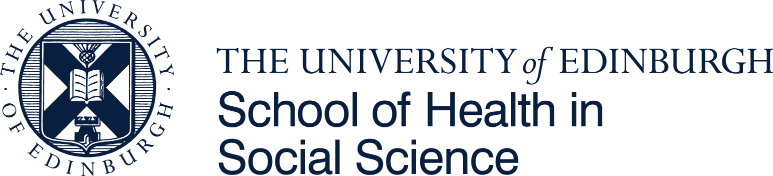 THE UNIVERSITY
OF EDINBURGH
THE UNIVERSITY of EDINBURGH
School of Health in
Social Science